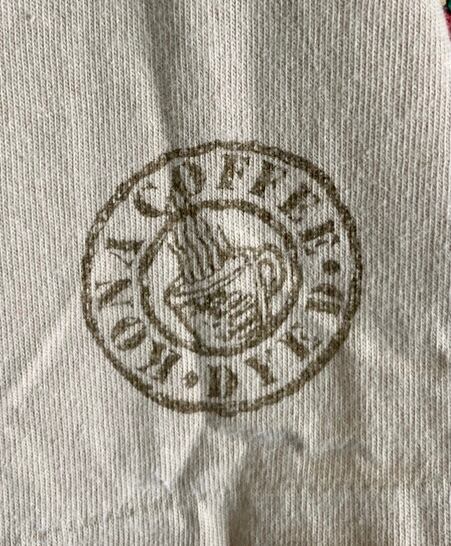 KONA COFFEE • DYED •